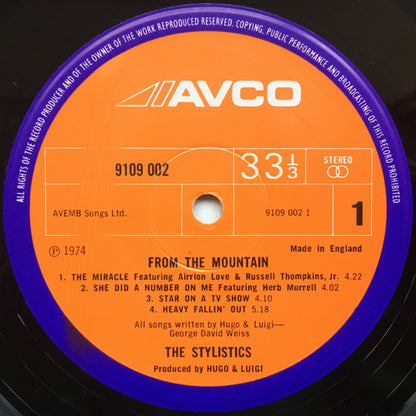 ALL RIGHTS OF THE RECORD PRODUCER AND OF THE OWNER OF THE WORK REPRODUCED RESERVED. COPYING, PUBLIC PERFORMANCE AND BROADCASTING OF THIS RECORD PROHIBITED
AVCO
9109 002
33 1/3
STEREO
AVEMB Songs Ltd.
9109 002 1
1
℗ 1974
Made in England
FROM THE MOUNTAIN
1. THE MIRACLE Featuring Airrion Love & Russell Thompkins, Jr. 4.22
2. SHE DID A NUMBER ON ME Featuring Herb Murrell 4.02
3. STAR ON A TV SHOW 4.10
4. HEAVY FALLIN' OUT 5.18
All songs written by Hugo & Luigi—
George David Weiss
THE STYLISTICS
Produced by HUGO & LUIGI